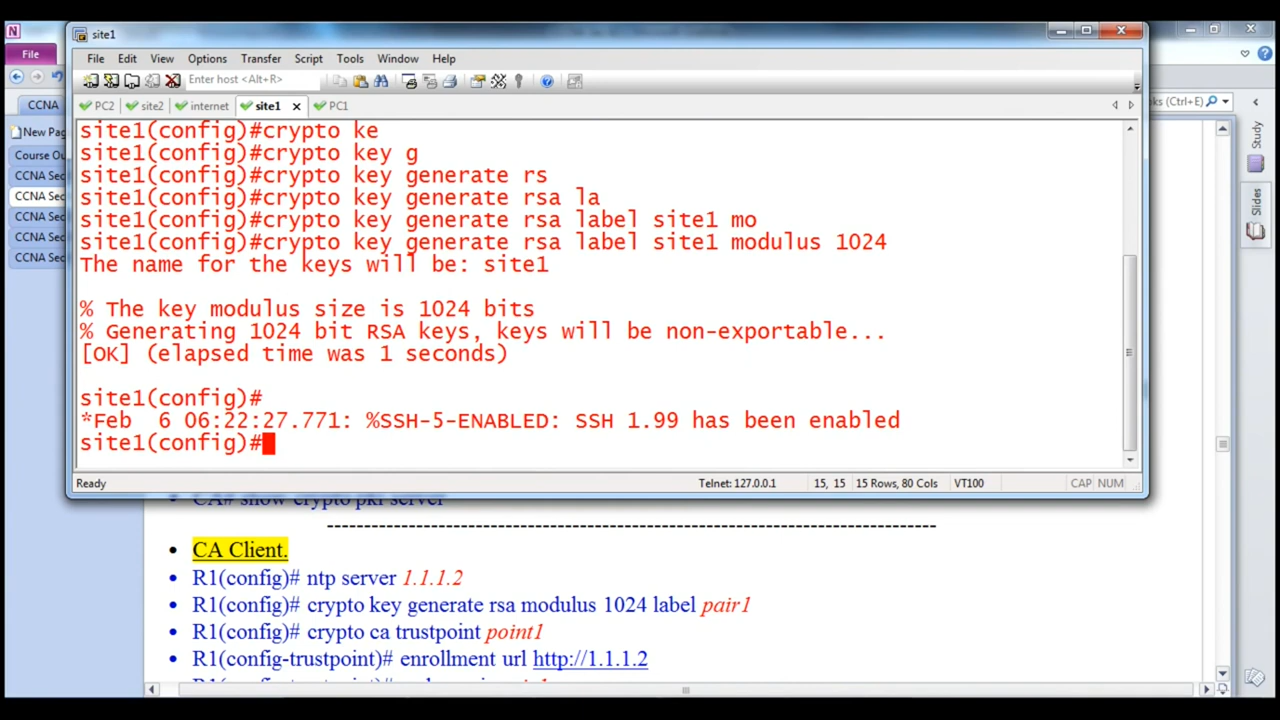 site1
File
File Edit View Options Transfer Script Tools Window Help
Enter host <Alt+R>
CCNA
PC2 site2 internet site1 PC1
ks (Ctrl+E)
New Pag
Course Ou
CCNA Sec
CCNA Sec
CCNA Sec
CCNA Sec
CCNA Sec
Study
Slides
site1(config)#crypto ke
site1(config)#crypto key g
site1(config)#crypto key generate rs
site1(config)#crypto key generate rsa la
site1(config)#crypto key generate rsa label site1 mo
site1(config)#crypto key generate rsa label site1 modulus 1024
The name for the keys will be: site1
% The key modulus size is 1024 bits
% Generating 1024 bit RSA keys, keys will be non-exportable...
[OK] (elapsed time was 1 seconds)
site1(config)#
*Feb  6 06:22:27.771: %SSH-5-ENABLED: SSH 1.99 has been enabled
site1(config)#
Ready Telnet: 127.0.0.1 15, 15 15 Rows, 80 Cols VT100 CAP NUM
• CA# show crypto pki server
--------------------------------------------------------------------------------
• CA Client.
• R1(config)# ntp server 1.1.1.2
• R1(config)# crypto key generate rsa modulus 1024 label pair1
• R1(config)# crypto ca trustpoint point1
• R1(config-trustpoint)# enrollment url http://1.1.1.2